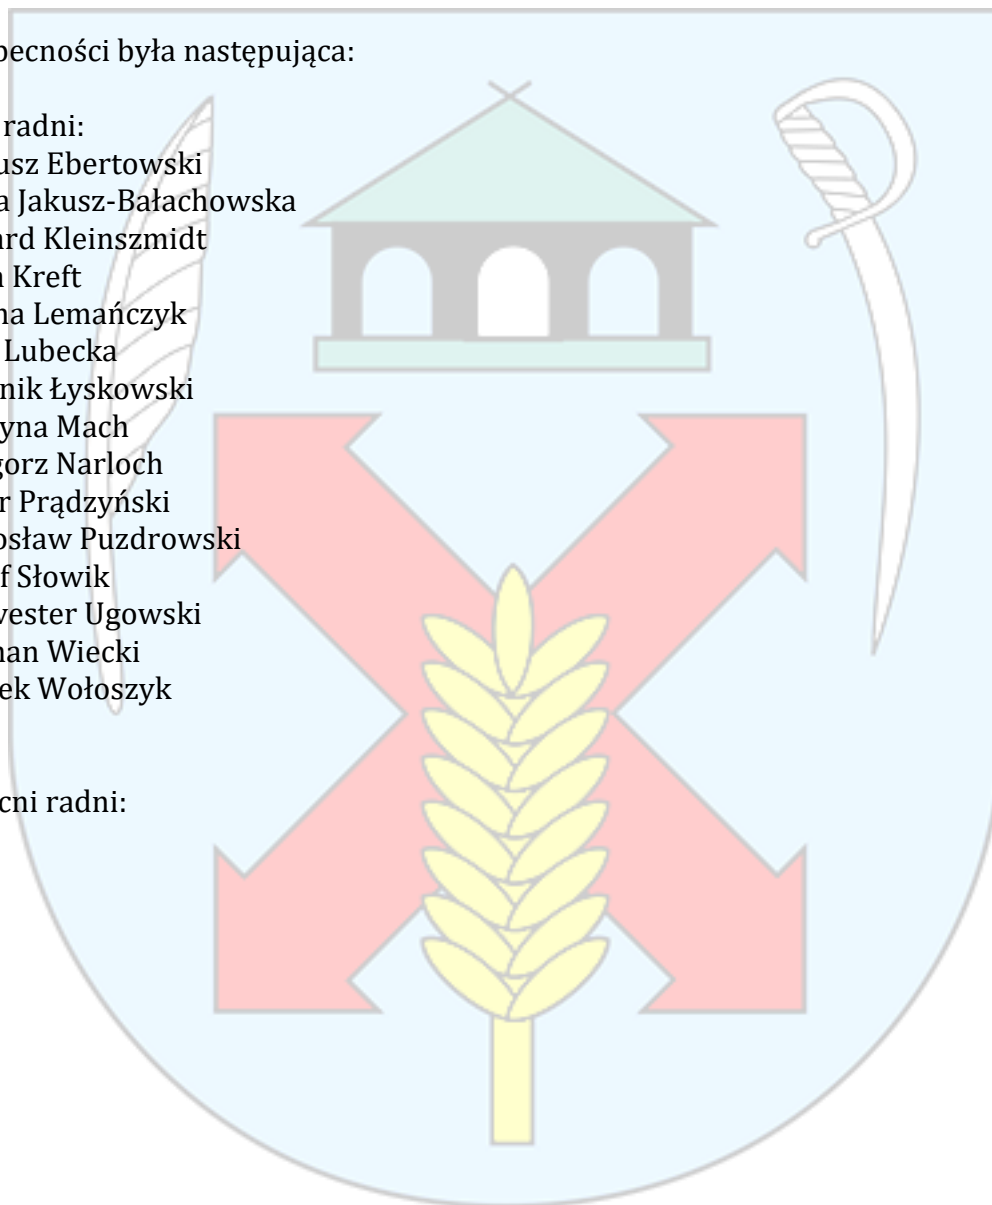 becności była następująca:
radni:
usz Ebertowski
a Jakusz-Bałachowska
ard Kleinszmidt
Kreft
na Lemańczyk
Lubecka
nik Łyskowski
yna Mach
gorz Narloch
r Prądzyński
osław Puzdrowski
f Słowik
vester Ugowski
nan Wiecki
ek Wołoszyk
cni radni: